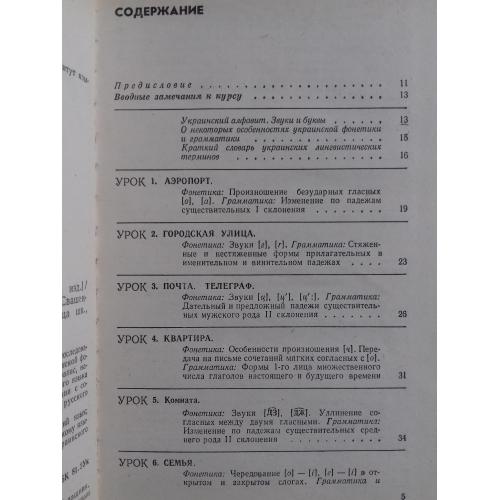 СОДЕРЖАНИЕ
Предисловие 11
Вводные замечания к курсу 13
Украинский алфавит. Звуки и буквы 13
О некоторых особенностях украинской фонетики
и грамматики 15
Краткий словарь украинских лингвистических
терминов 16
УРОК 1. АЭРОПОРТ.
Фонетика: Произношение безударных гласных
[о], [а]. Грамматика: Изменение по падежам
существительных I склонения 19
УРОК 2. ГОРОДСКАЯ УЛИЦА.
Фонетика: Звуки [г], [ґ]. Грамматика: Стяжен-
ные и нестяженные формы прилагательных в
именительном и винительном падежах 23
УРОК 3. ПОЧТА. ТЕЛЕГРАФ.
Фонетика: Звуки [ц], [ц'], [ц':]. Грамматика:
Дательный и предложный падежи существитель-
ных мужского рода II склонения 26
УРОК 4. КВАРТИРА.
Фонетика: Особенности произношения [ч]. Пере-
дача на письме сочетаний мягких согласных с [о].
Грамматика: Формы 1-го лица множественного
числа глаголов настоящего и будущего времени 31
УРОК 5. Комната.
Фонетика: Звуки [ДЗ], [ДЖ]. Удлинение со-
гласных между двумя гласными. Грамматика:
Изменение по падежам существительных сред-
него рода II склонения 34
УРОК 6. СЕМЬЯ.
Фонетика: Чередование [о] — [і], [е] — [і] в от-
крытом и закрытом слогах. Грамматика: Глаголы
5